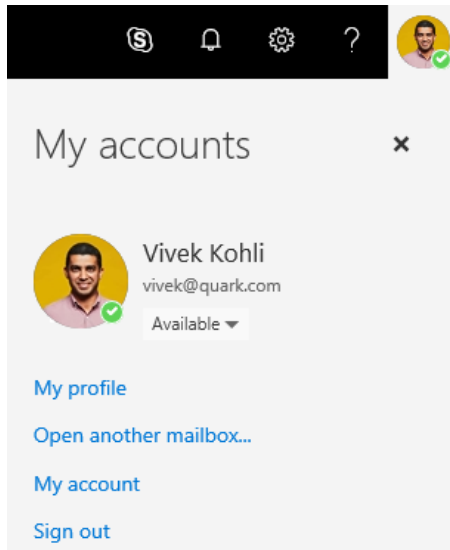 My accounts
Vivek Kohli
vivek@quark.com
Available
My profile
Open another mailbox...
My account
Sign out